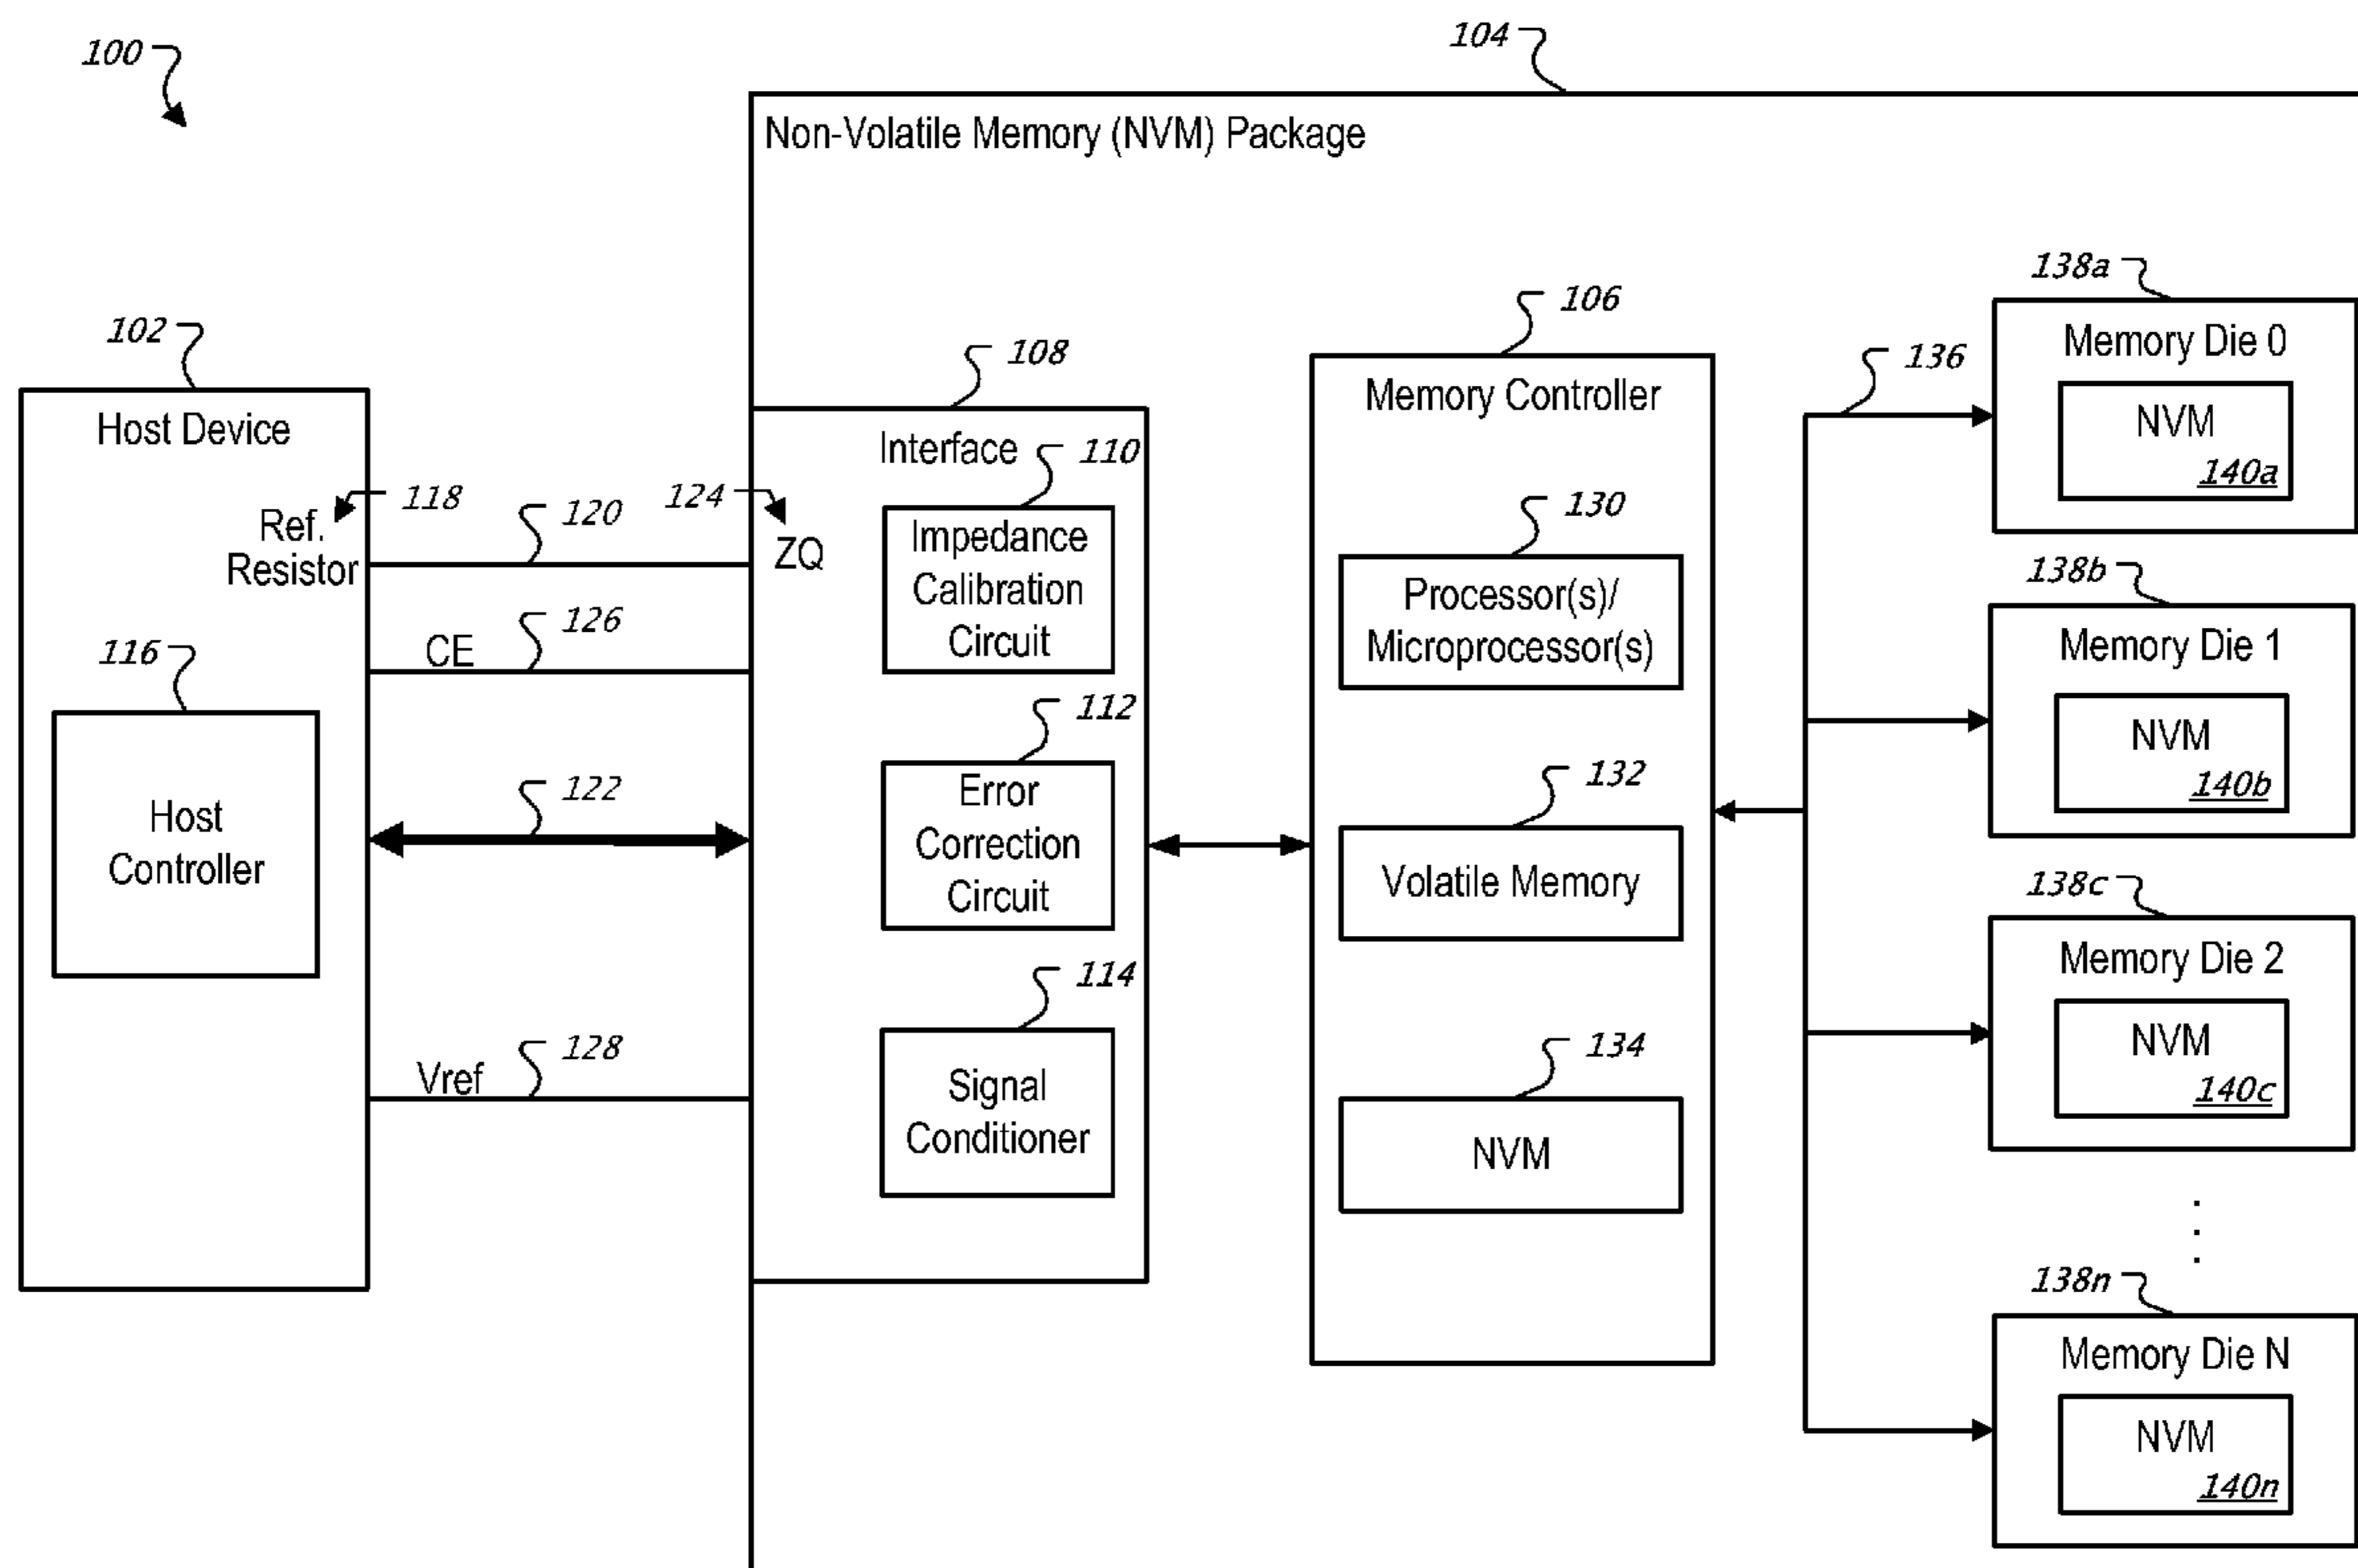 100
104
Non-Volatile Memory (NVM) Package
102
Host Device
118
Ref.
Resistor
120
124
ZQ
CE
126
116
Host
Controller
122
Vref
128
108
Interface
110
Impedance
Calibration
Circuit
112
Error
Correction
Circuit
114
Signal
Conditioner
106
Memory Controller
130
Processor(s)/
Microprocessor(s)
132
Volatile Memory
134
NVM
136
138a
Memory Die 0
NVM
140a
138b
Memory Die 1
NVM
140b
138c
Memory Die 2
NVM
140c
138n
Memory Die N
NVM
140n